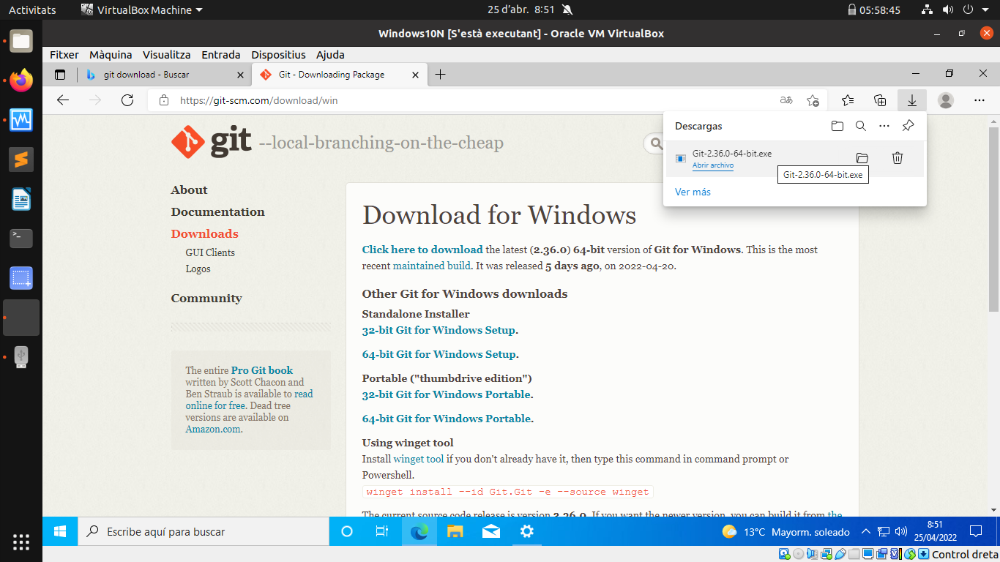 Activitats
VirtualBox Machine
25 d’abr.  8:51
05:58:45
Windows10N [S'està executant] - Oracle VM VirtualBox
Fitxer Màquina Visualitza Entrada Dispositius Ajuda
git download - Buscar
Git - Downloading Package
https://git-scm.com/download/win
Descargas
Git-2.36.0-64-bit.exe
Abrir archivo
Git-2.36.0-64-bit.exe
Ver más
git --local-branching-on-the-cheap
About
Documentation
Downloads
GUI Clients
Logos
Community
The entire Pro Git book
written by Scott Chacon and
Ben Straub is available to read
online for free. Dead tree
versions are available on
Amazon.com.
Download for Windows
Click here to download the latest (2.36.0) 64-bit version of Git for Windows. This is the most
recent maintained build. It was released 5 days ago, on 2022-04-20.
Other Git for Windows downloads
Standalone Installer
32-bit Git for Windows Setup.
64-bit Git for Windows Setup.
Portable ("thumbdrive edition")
32-bit Git for Windows Portable.
64-bit Git for Windows Portable.
Using winget tool
Install winget tool if you don't already have it, then type this command in command prompt or
Powershell.
winget install --id Git.Git -e --source winget
The current source code release is version 2.36.0. If you want the newer version, you can build it from the
Escribe aquí para buscar
13°C Mayorm. soleado
8:51
25/04/2022
Control dreta